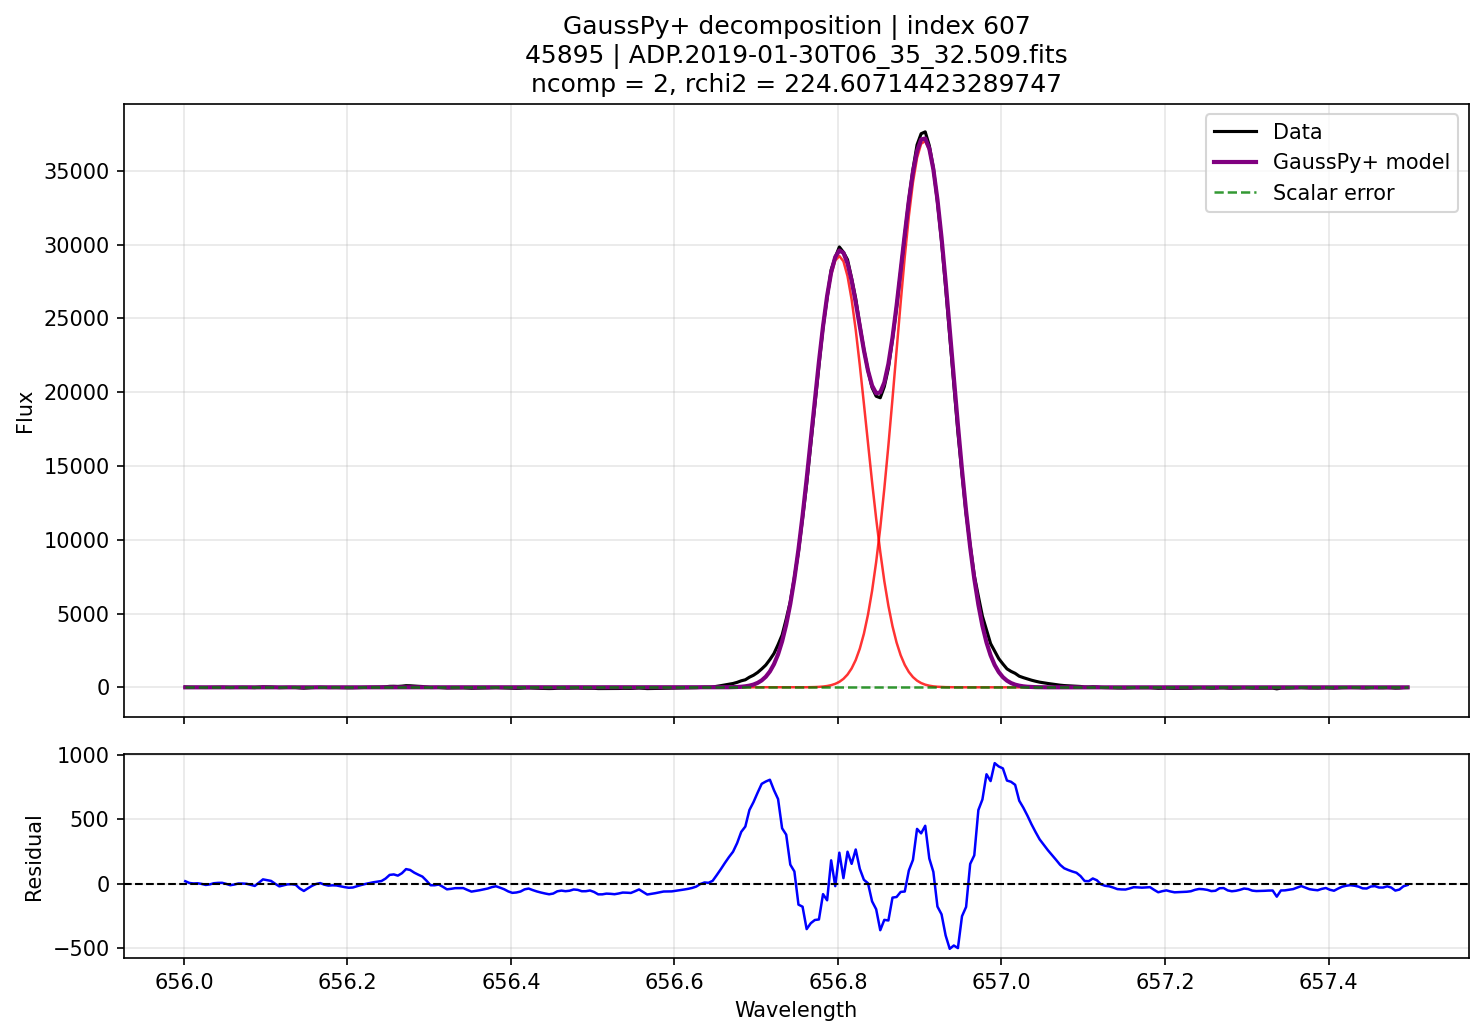 GaussPy+ decomposition | index 607
45895 | ADP.2019-01-30T06_35_32.509.fits
ncomp = 2, rchi2 = 224.60714423289747
Data
GaussPy+ model
Scalar error
Flux
35000
30000
25000
20000
15000
10000
5000
0
Residual
1000
500
0
−500
656.0
656.2
656.4
656.6
656.8
657.0
657.2
657.4
Wavelength